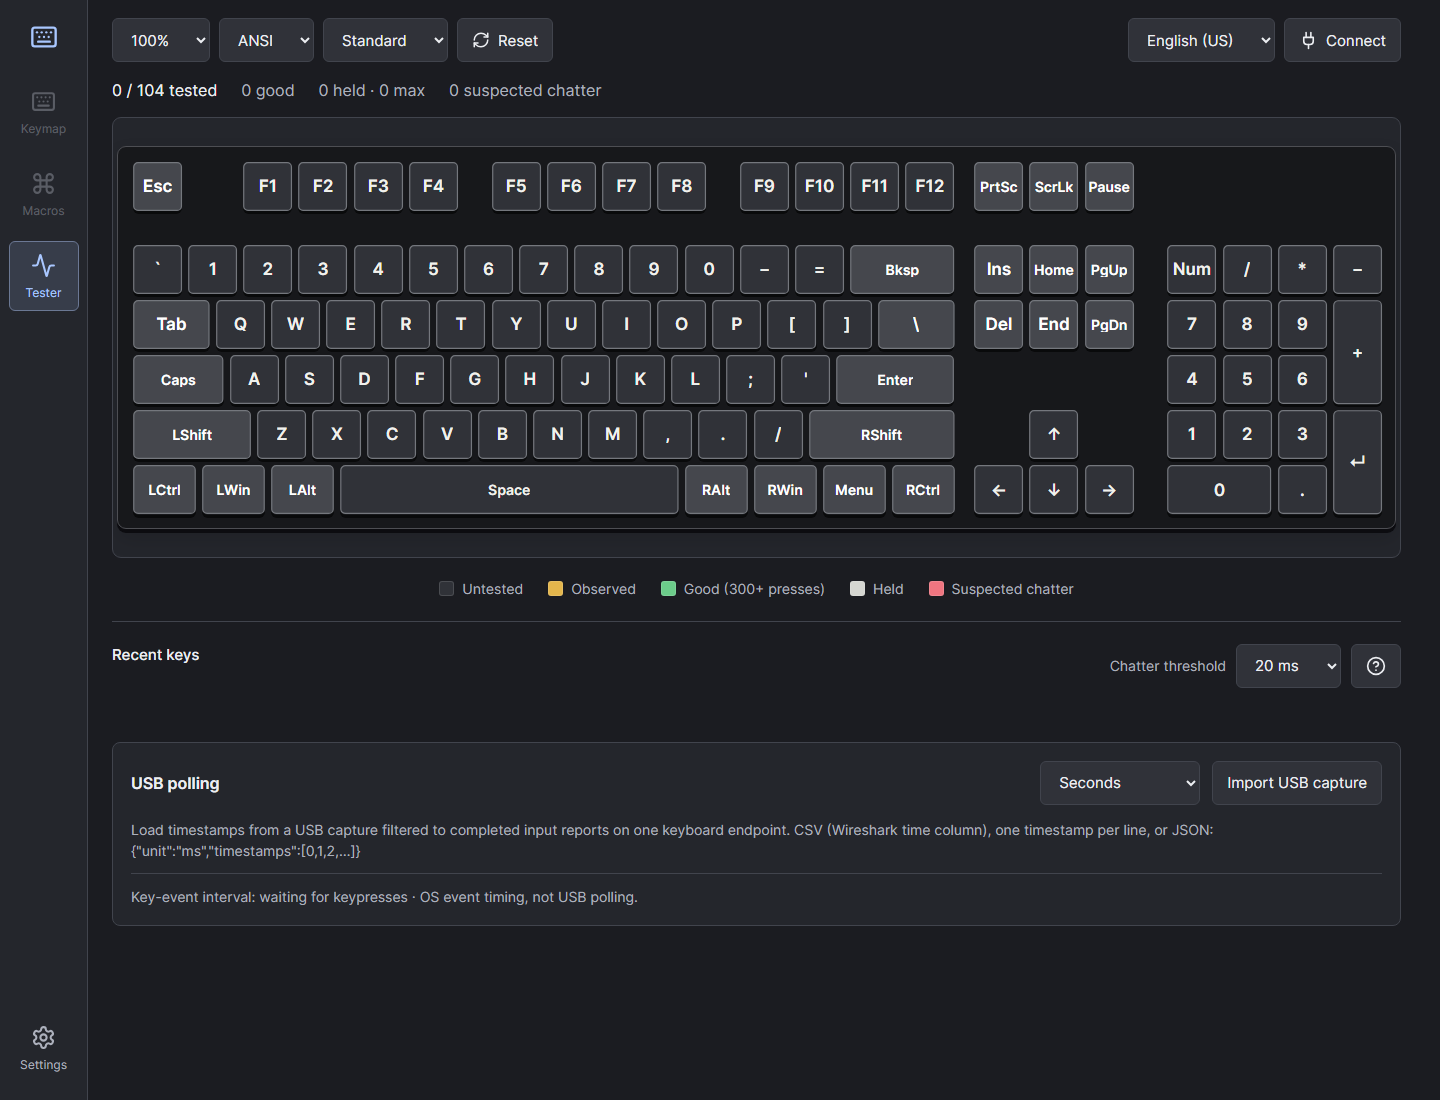 100% ANSI Standard Reset English (US) Connect
0 / 104 tested 0 good 0 held · 0 max 0 suspected chatter
Keymap
Macros
Tester
Settings
Esc F1 F2 F3 F4 F5 F6 F7 F8 F9 F10 F11 F12 PrtSc ScrLk Pause
` 1 2 3 4 5 6 7 8 9 0 − = Bksp Ins Home PgUp Num / * −
Tab Q W E R T Y U I O P [ ] \ Del End PgDn 7 8 9 +
Caps A S D F G H J K L ; ' Enter 4 5 6
LShift Z X C V B N M , . / RShift ↑ 1 2 3 ↵
LCtrl LWin LAlt Space RAlt RWin Menu RCtrl ← ↓ → 0 .
Untested Observed Good (300+ presses) Held Suspected chatter
Recent keys Chatter threshold 20 ms
USB polling Seconds Import USB capture
Load timestamps from a USB capture filtered to completed input reports on one keyboard endpoint. CSV (Wireshark time column), one timestamp per line, or JSON:
{"unit":"ms","timestamps":[0,1,2,...]}
Key-event interval: waiting for keypresses · OS event timing, not USB polling.